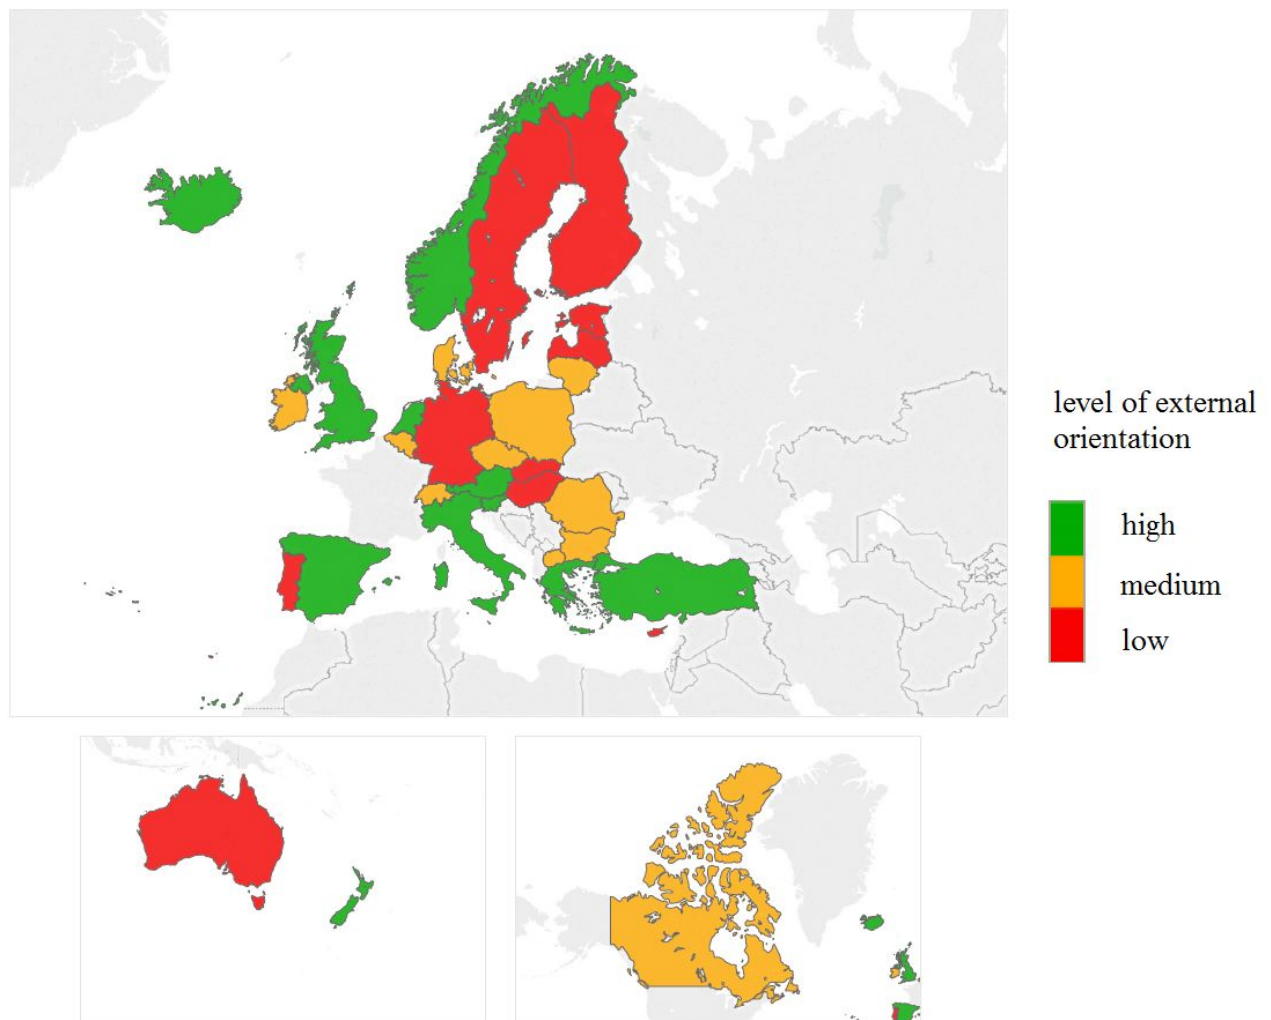 level of external
orientation
high
medium
low